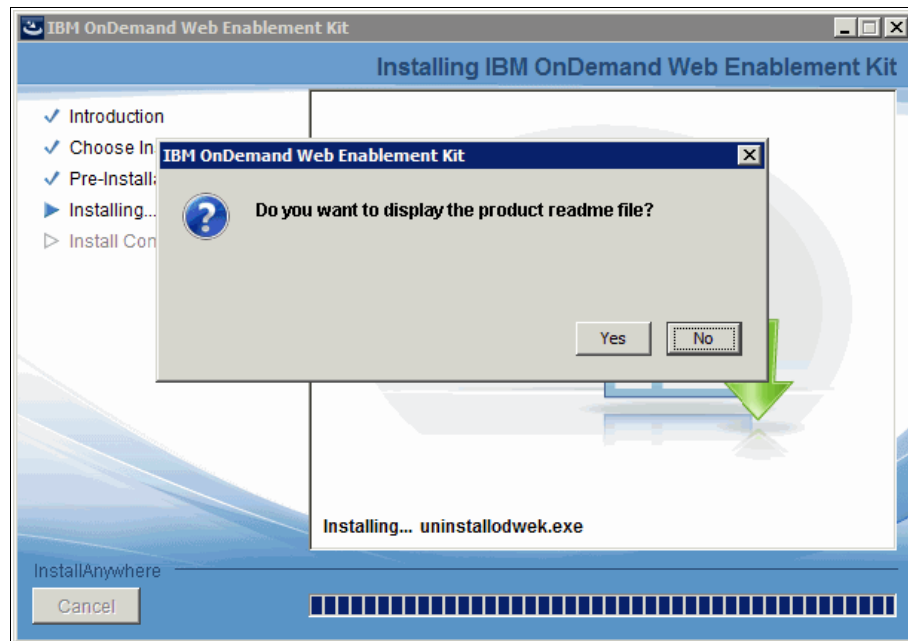 IBM OnDemand Web Enablement Kit
Installing IBM OnDemand Web Enablement Kit
Introduction
Choose In
Pre-Install
Installing...
Install Con
IBM OnDemand Web Enablement Kit
Do you want to display the product readme file?
Yes
No
Installing... uninstallodwek.exe
InstallAnywhere
Cancel